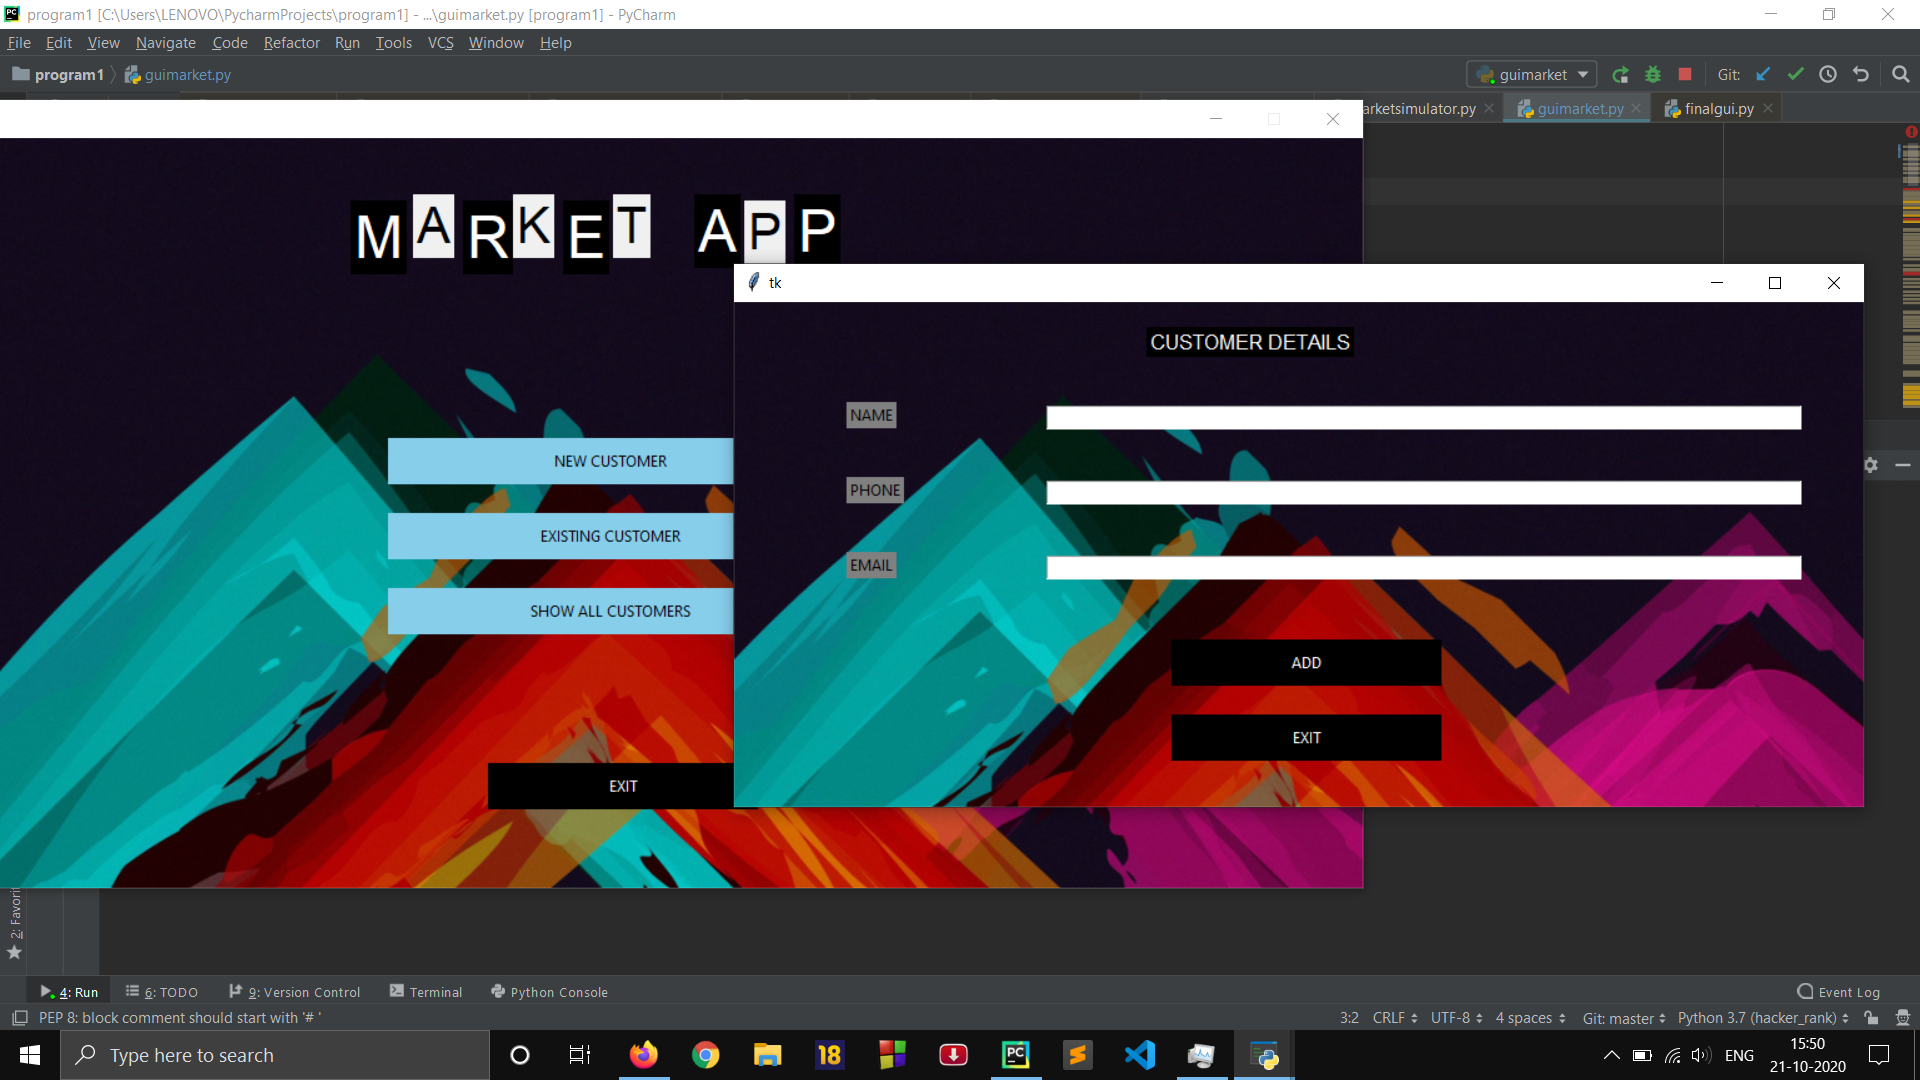 program1 [C:\Users\LENOVO\PycharmProjects\program1] - ...\guimarket.py [program1] - PyCharm
File Edit View Navigate Code Refactor Run Tools VCS Window Help
program1 guimarket.py guimarket Git:
arketsimulator.py guimarket.py finalgui.py
MARKET APP
tk
CUSTOMER DETAILS
NAME
PHONE
EMAIL
ADD
EXIT
NEW CUSTOMER
EXISTING CUSTOMER
SHOW ALL CUSTOMERS
EXIT
2: Favorit
4: Run 6: TODO 9: Version Control Terminal Python Console Event Log
PEP 8: block comment should start with '# ' 3:2 CRLF UTF-8 4 spaces Git: master Python 3.7 (hacker_rank)
Type here to search 18 PC ENG 15:50
21-10-2020